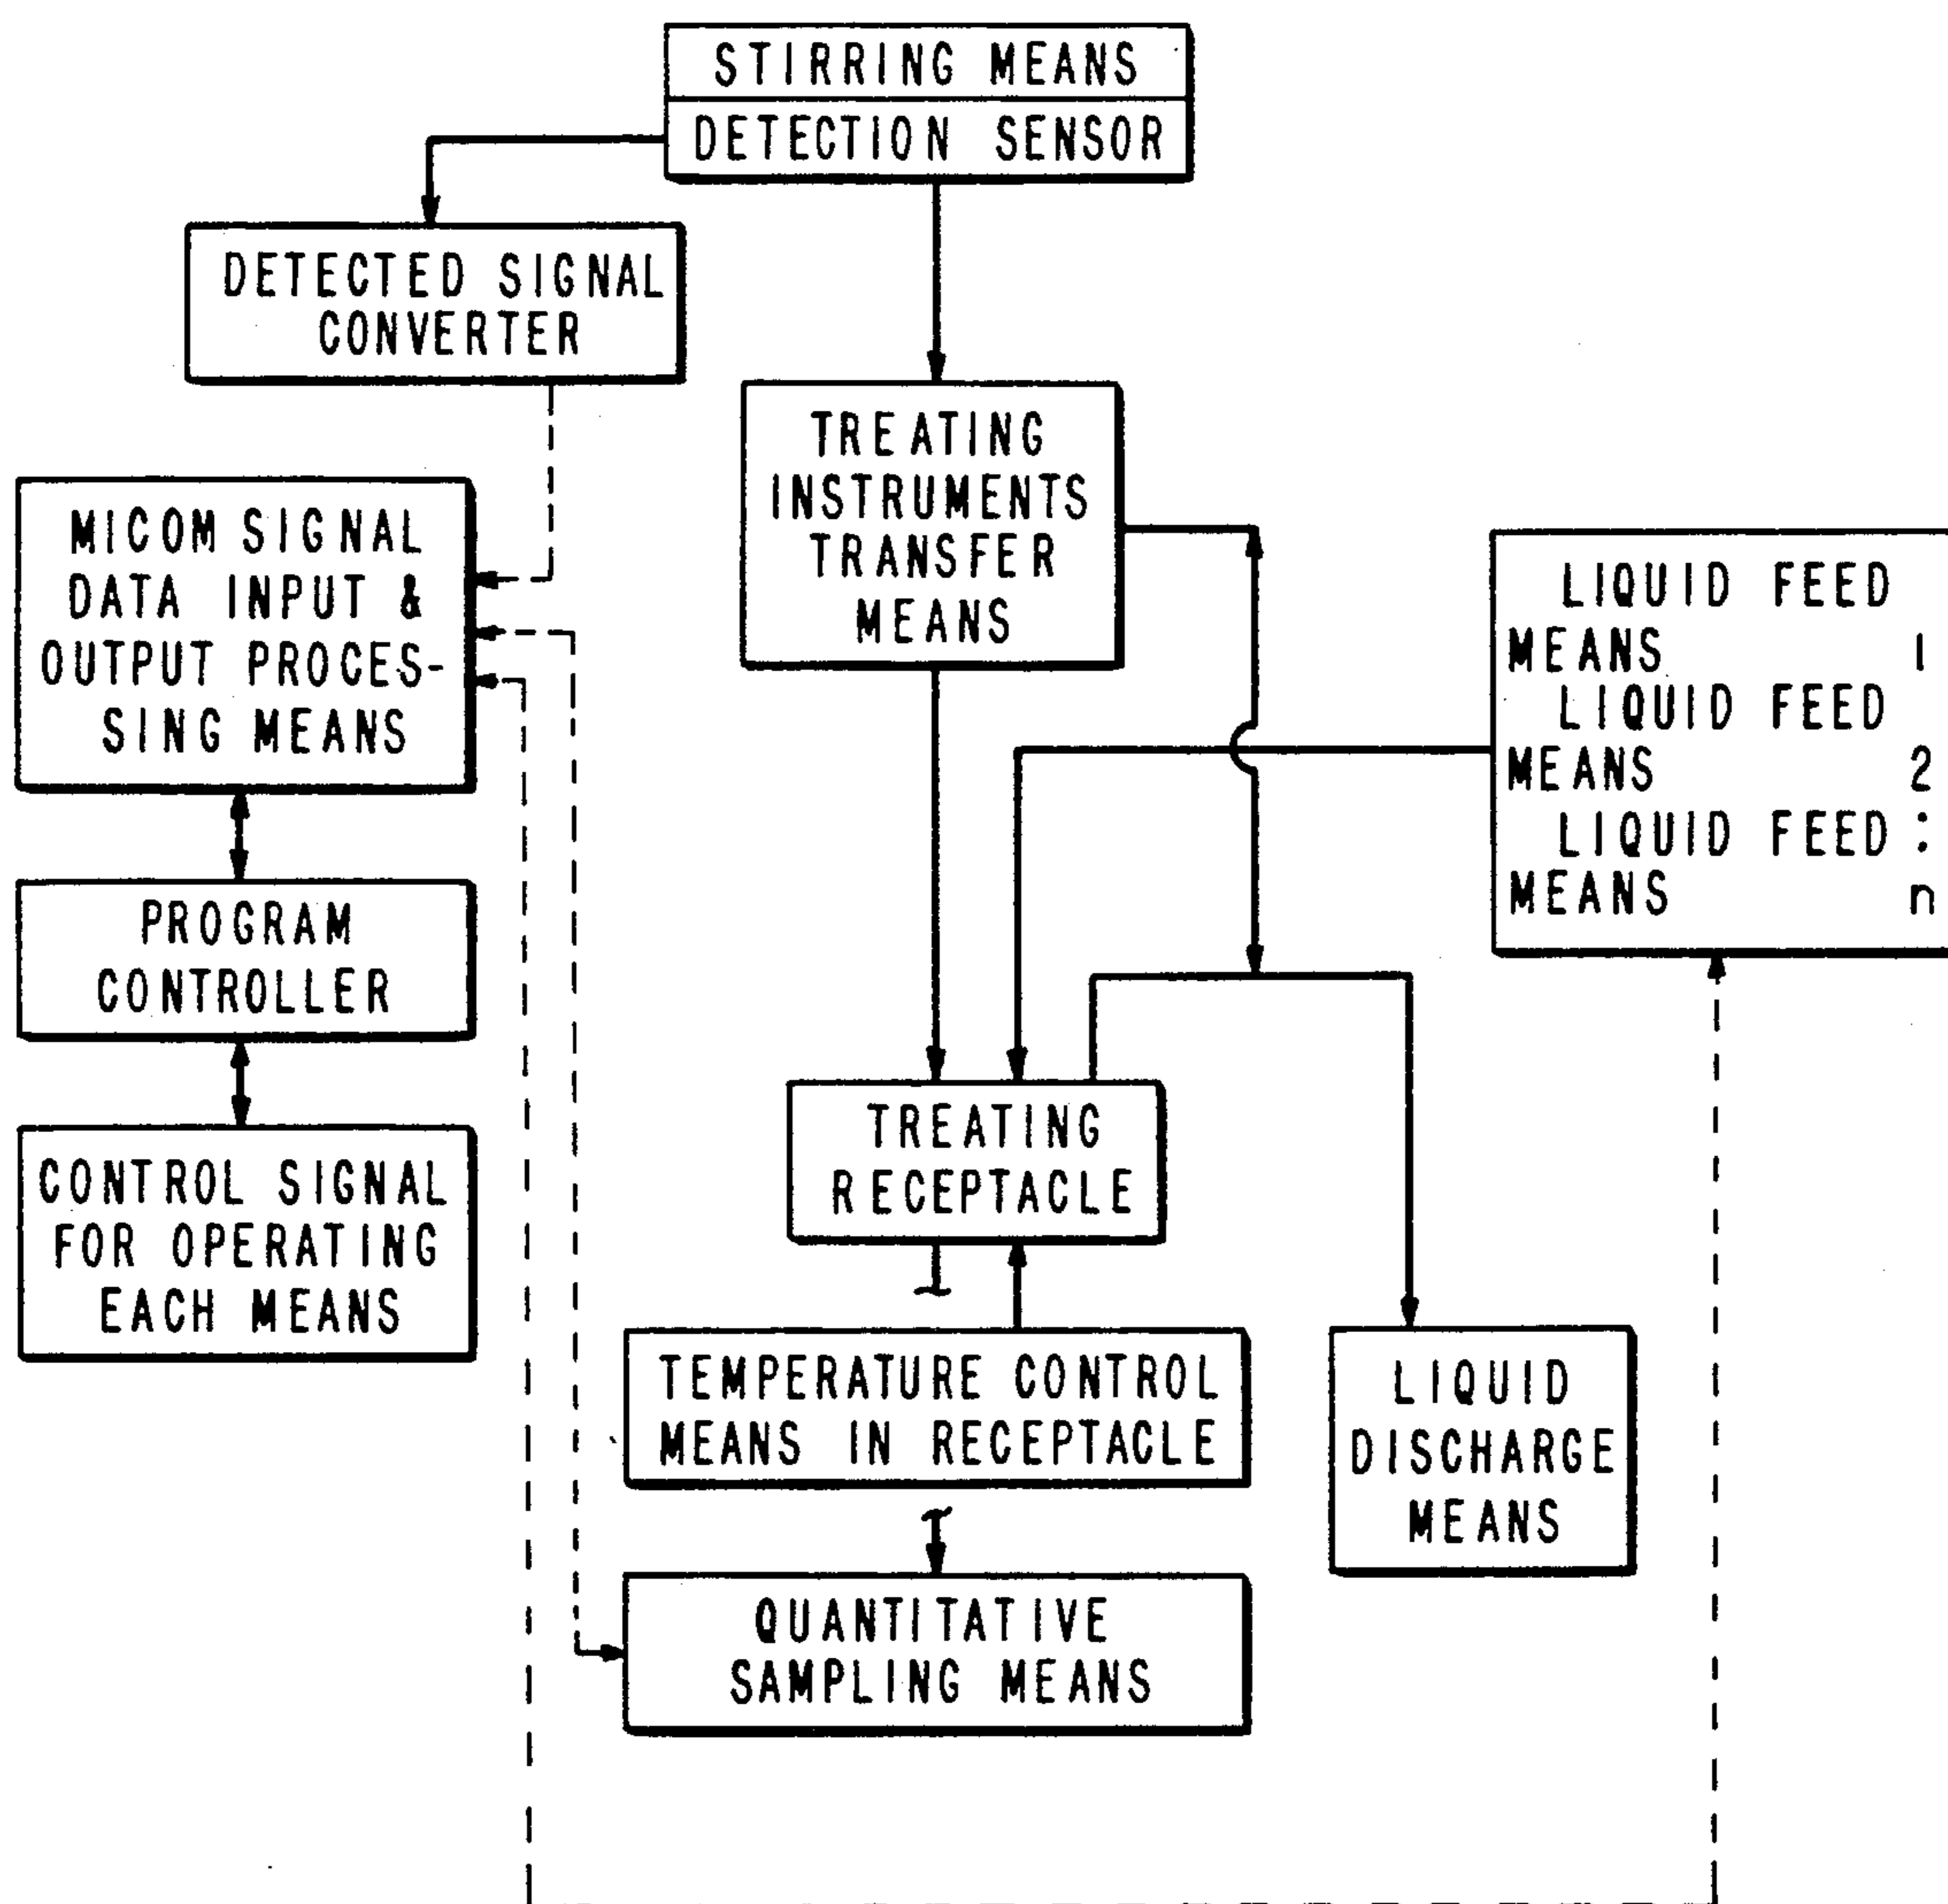 STIRRING MEANS
DETECTION SENSOR
DETECTED SIGNAL
CONVERTER
TREATING
INSTRUMENTS
TRANSFER
MEANS
MICOM SIGNAL
DATA INPUT &
OUTPUT PROCES-
SING MEANS
LIQUID FEED
MEANS 1
LIQUID FEED
MEANS 2
LIQUID FEED :
MEANS n
PROGRAM
CONTROLLER
TREATING
RECEPTACLE
CONTROL SIGNAL
FOR OPERATING
EACH MEANS
TEMPERATURE CONTROL
MEANS IN RECEPTACLE
LIQUID
DISCHARGE
MEANS
QUANTITATIVE
SAMPLING MEANS